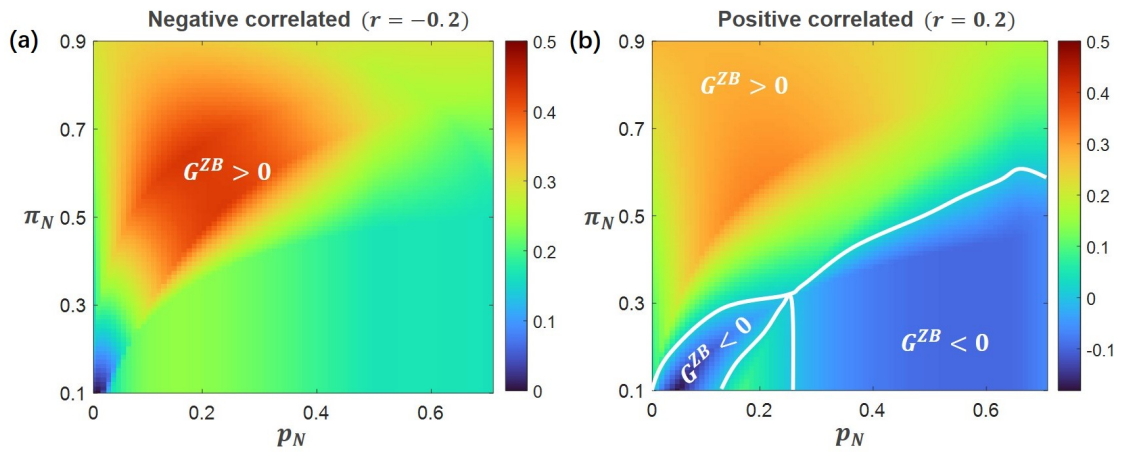 Negative correlated (r = −0.2)
(a)
0.9
0.7
π_N
0.5
0.3
0.1
0
0.2
0.4
0.6
p_N
G^{ZB} > 0
0.5
0.4
0.3
0.2
0.1
0
Positive correlated (r = 0.2)
(b)
0.9
0.7
π_N
0.5
0.3
0.1
0
0.2
0.4
0.6
p_N
G^{ZB} > 0
G^{ZB} < 0
G^{ZB} < 0
0.5
0.4
0.3
0.2
0.1
0
-0.1